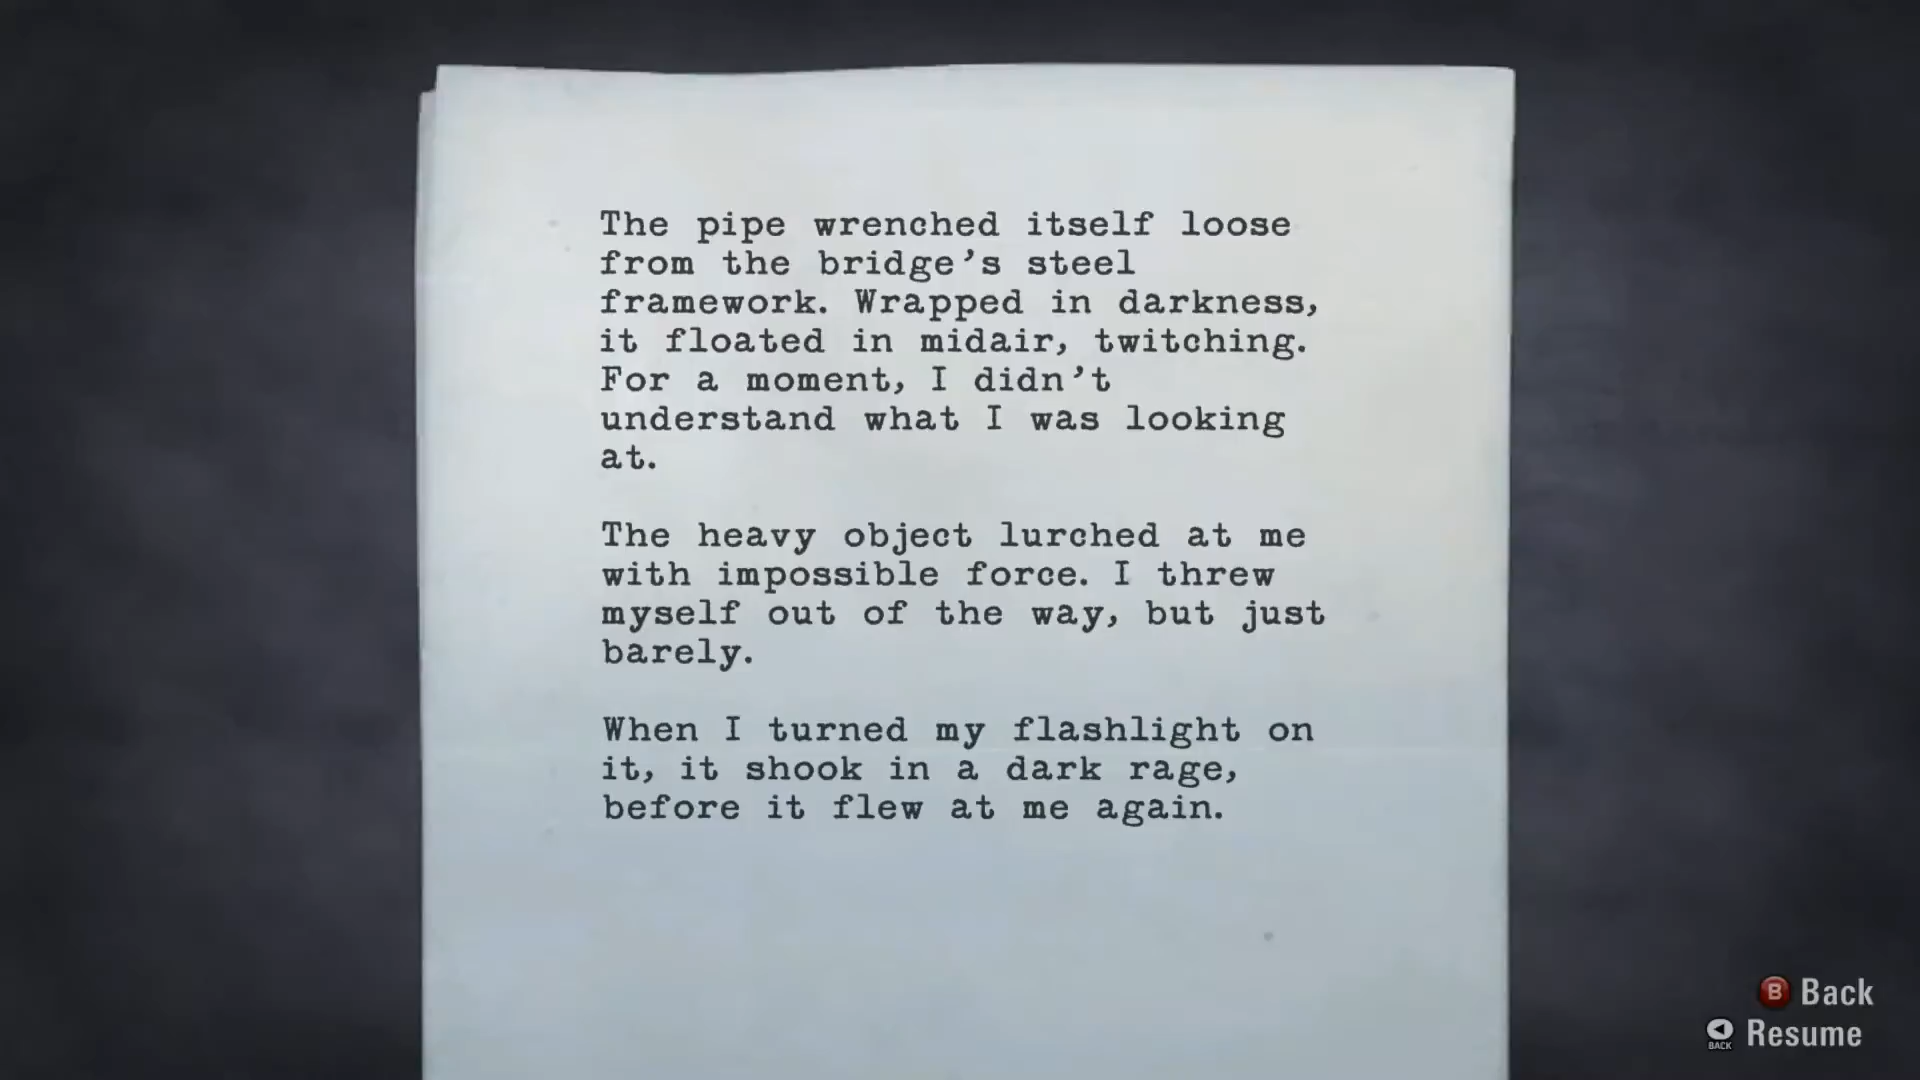 The pipe wrenched itself loose
from the bridge's steel
framework. Wrapped in darkness,
it floated in midair, twitching.
For a moment, I didn't
understand what I was looking
at.
The heavy object lurched at me
with impossible force. I threw
myself out of the way, but just
barely.
When I turned my flashlight on
it, it shook in a dark rage,
before it flew at me again.
B Back
BACK Resume